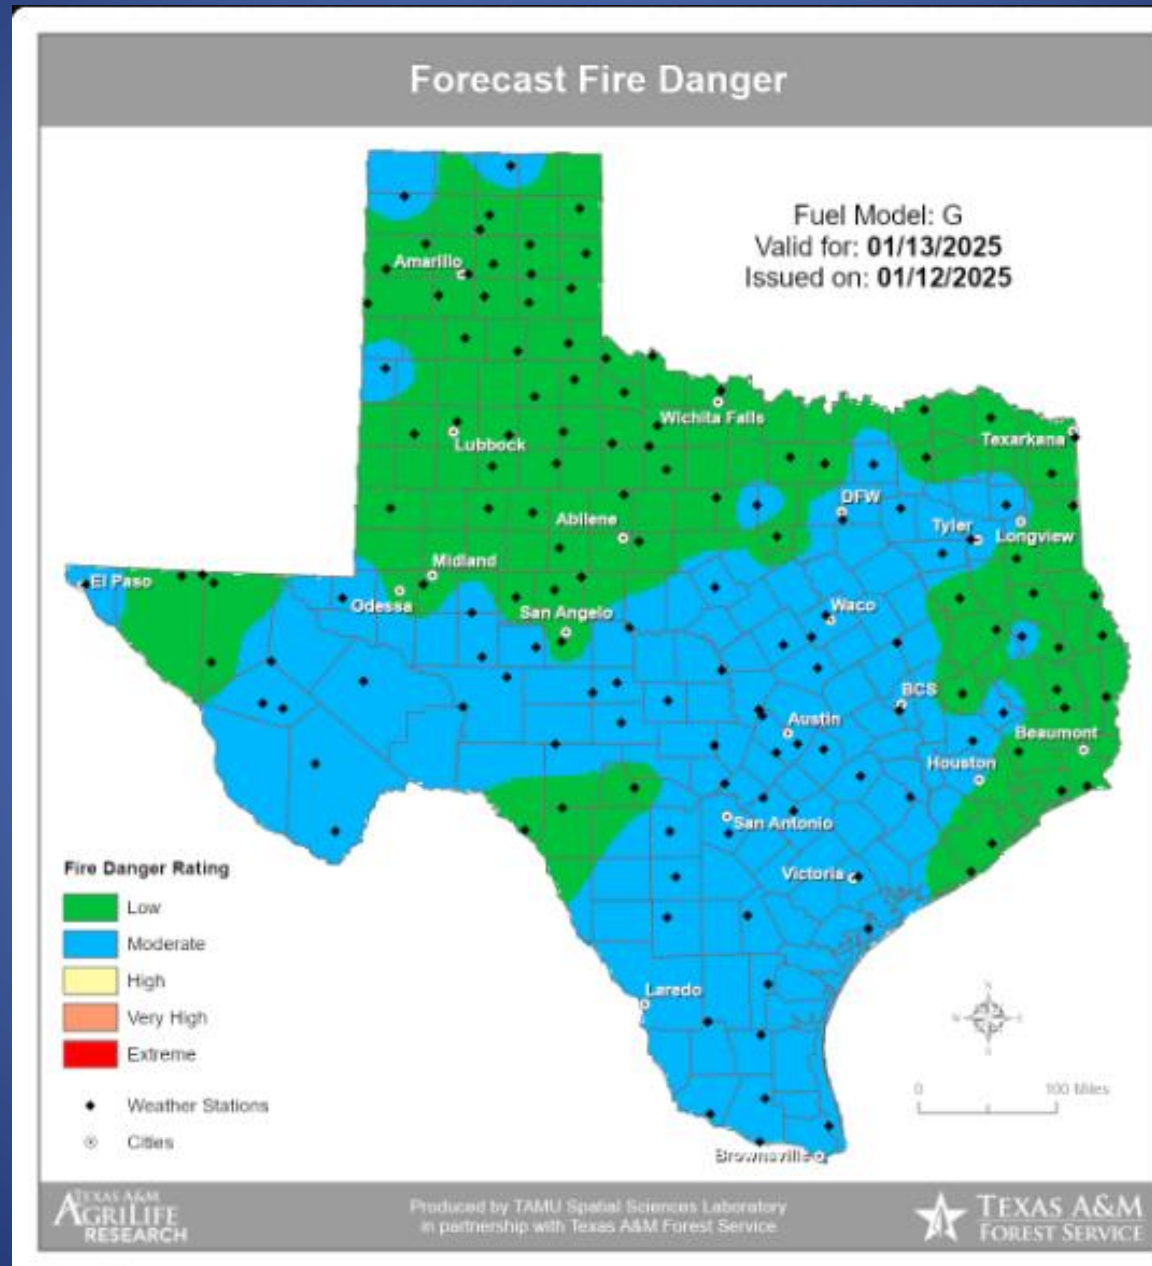 Forecast Fire Danger
Fuel Model: G
Valid for: 01/13/2025
Issued on: 01/12/2025
Amarillo
Wichita Falls
Lubbock
Texarkana
DFW
Abilene
Tyler
Longview
Midland
El Paso
Odessa
San Angelo
Waco
BCS
Austin
Beaumont
Houston
San Antonio
Victoria
Laredo
Brownsville
Fire Danger Rating
Low
Moderate
High
Very High
Extreme
Weather Stations
Cities
N
W
E
S
0 100 Miles
TEXAS A&M
AGRILIFE
RESEARCH
Produced by TAMU Spatial Sciences Laboratory
in partnership with Texas A&M Forest Service
TEXAS A&M
FOREST SERVICE